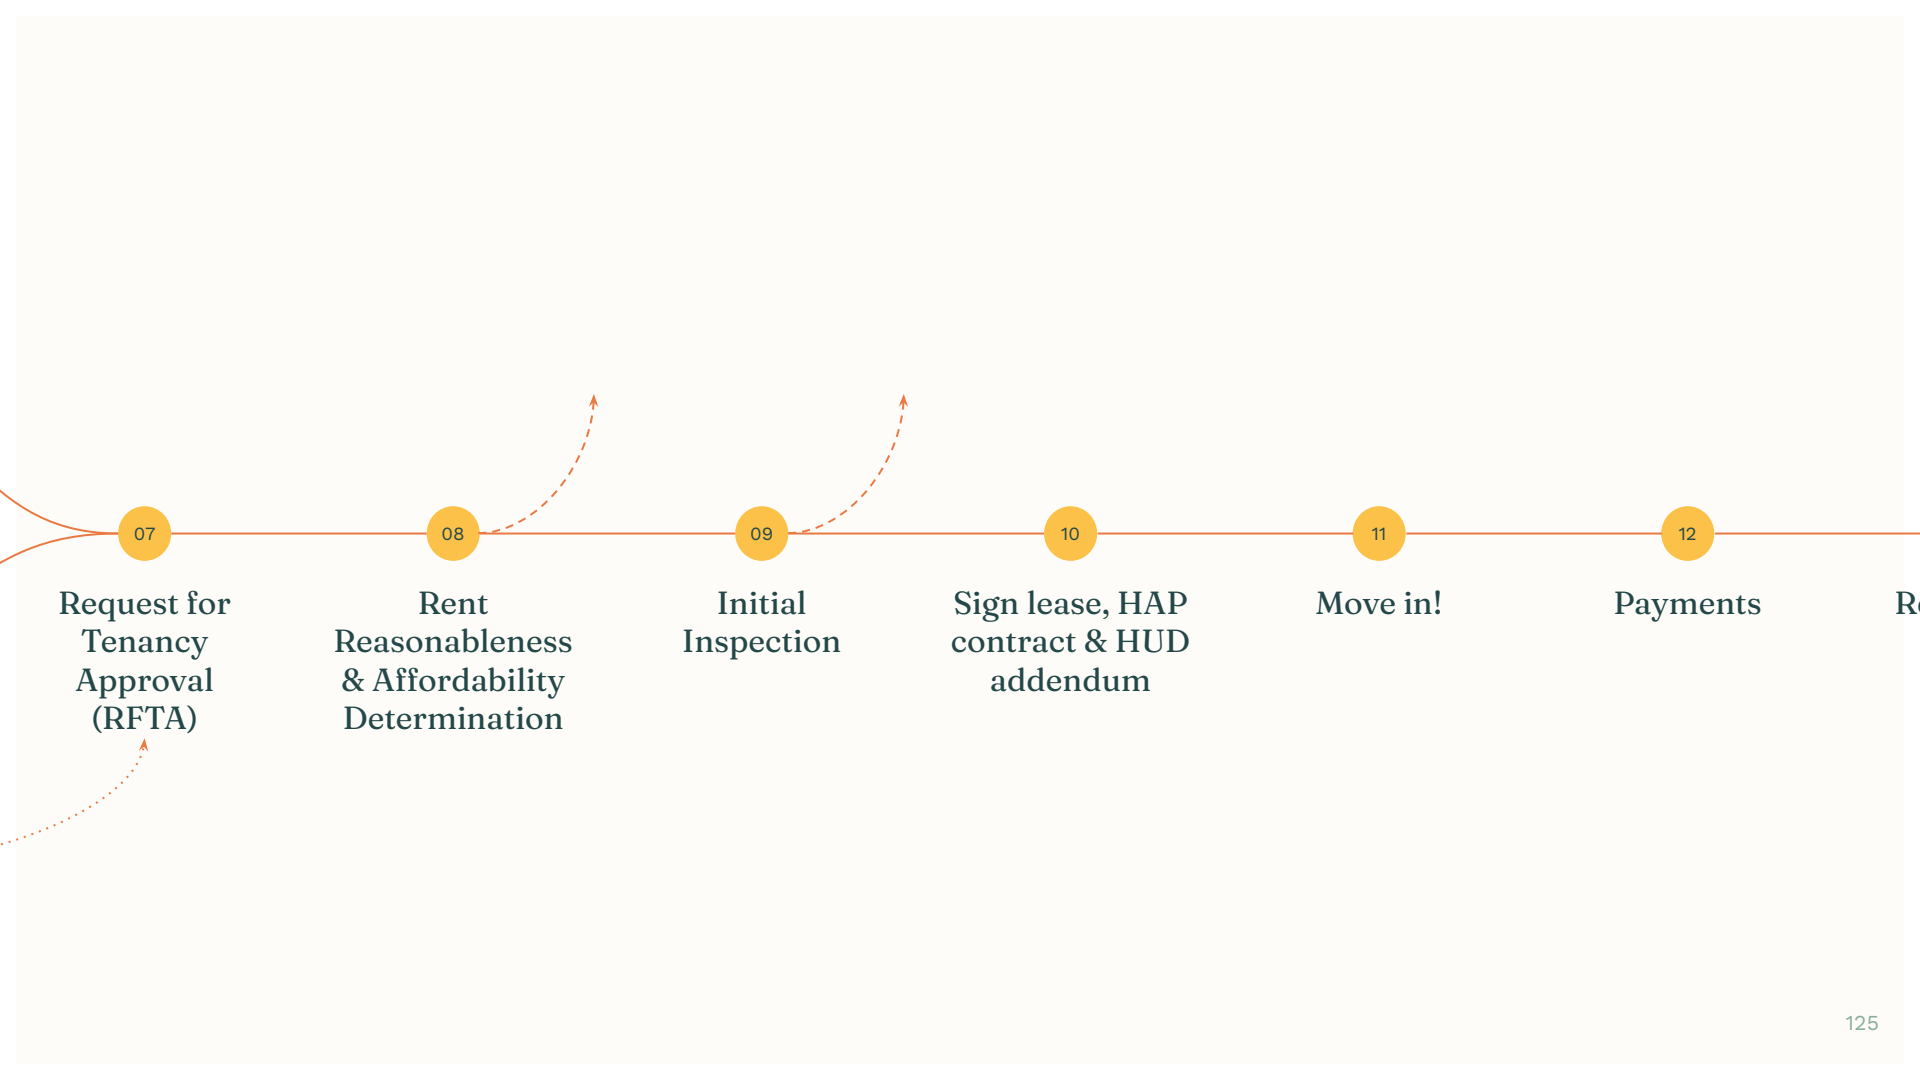 07
Request for
Tenancy
Approval
(RFTA)
08
Rent
Reasonableness
& Affordability
Determination
09
Initial
Inspection
10
Sign lease, HAP
contract & HUD
addendum
11
Move in!
12
Payments
125